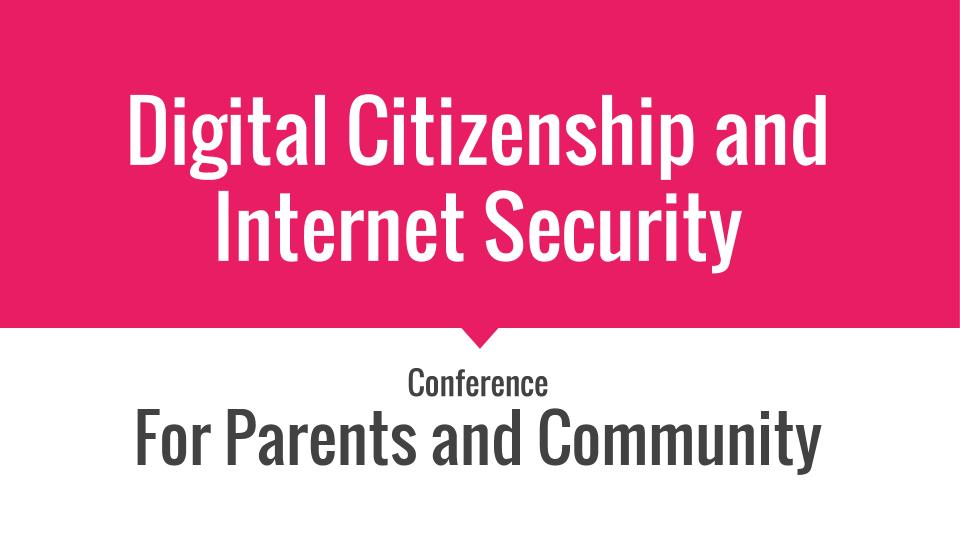 Digital Citizenship and
Internet Security
Conference
For Parents and Community